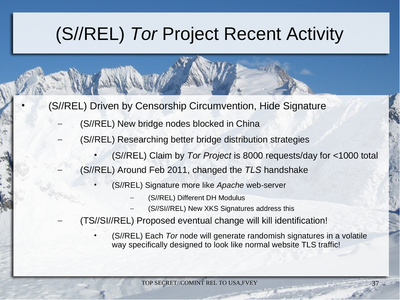 (S//REL) Tor Project Recent Activity
• (S//REL) Driven by Censorship Circumvention, Hide Signature
– (S//REL) New bridge nodes blocked in China
– (S//REL) Researching better bridge distribution strategies
• (S//REL) Claim by Tor Project is 8000 requests/day for <1000 total
– (S//REL) Around Feb 2011, changed the TLS handshake
• (S//REL) Signature more like Apache web-server
– (S//REL) Different DH Modulus
– (S//SI//REL) New XKS Signatures address this
– (TS//SI//REL) Proposed eventual change will kill identification!
• (S//REL) Each Tor node will generate random-ish signatures in a volatile
way specifically designed to look like normal website TLS traffic!
TOP SECRET//COMINT REL TO USA,FVEY
37